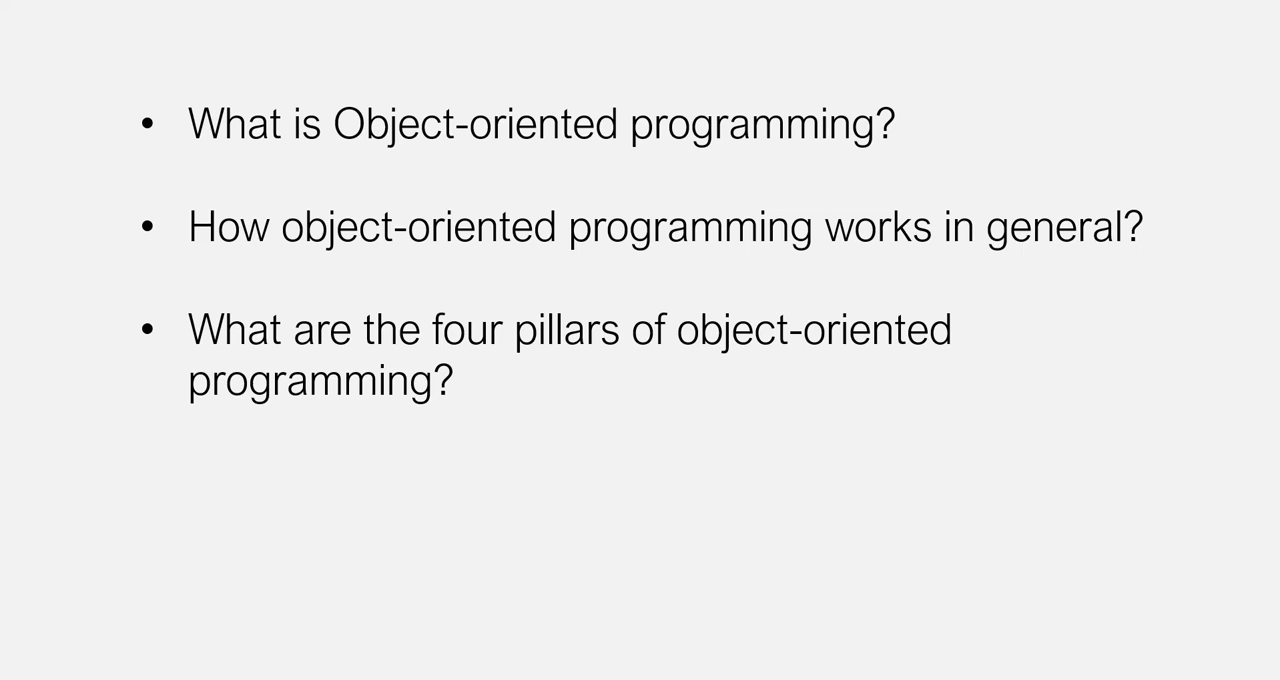 • What is Object-oriented programming?
• How object-oriented programming works in general?
• What are the four pillars of object-oriented
programming?